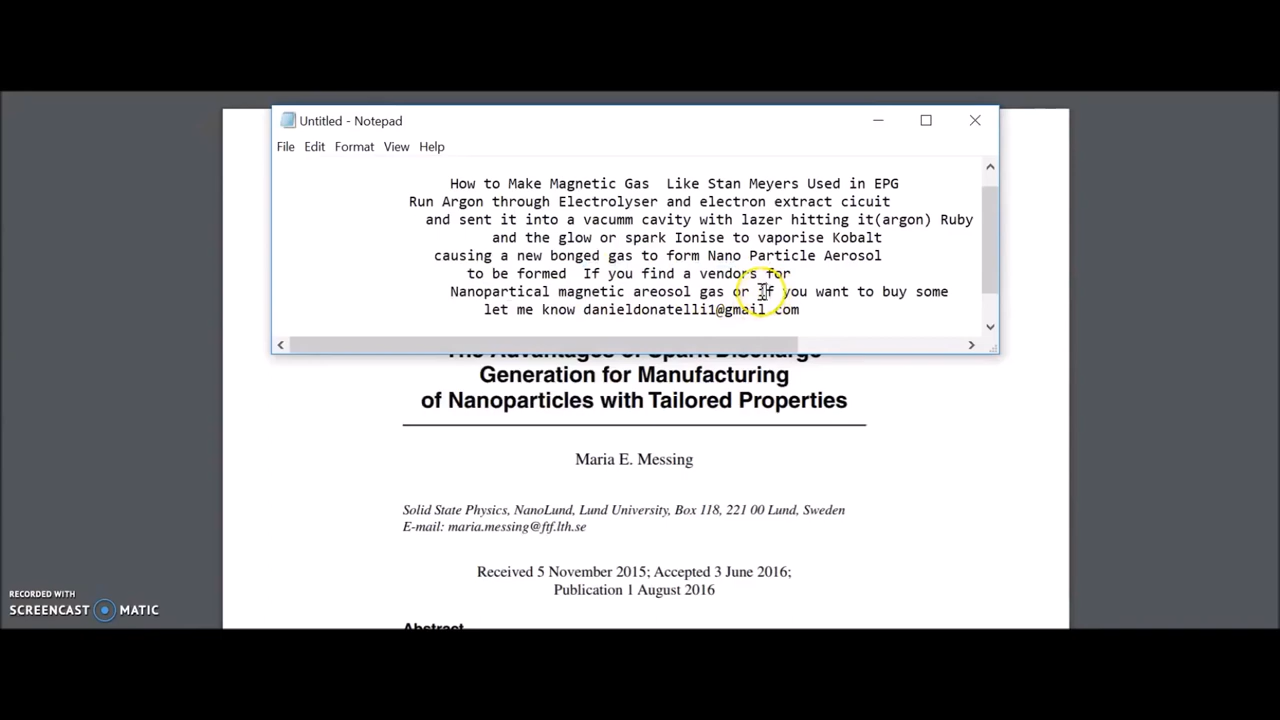 Untitled - Notepad
File Edit Format View Help
How to Make Magnetic Gas Like Stan Meyers Used in EPG
Run Argon through Electrolyser and electron extract cicuit
and sent it into a vacumm cavity with lazer hitting it(argon) Ruby
and the glow or spark Ionise to vaporise Kobalt
causing a new bonged gas to form Nano Particle Aerosol
to be formed If you find a vendors for
Nanopartical magnetic areosol gas or If you want to buy some
let me know danieldonatelli1@gmail com
The Advantages of Spark Discharge
Generation for Manufacturing
of Nanoparticles with Tailored Properties
Maria E. Messing
Solid State Physics, NanoLund, Lund University, Box 118, 221 00 Lund, Sweden
E-mail: maria.messing@ftf.lth.se
Received 5 November 2015; Accepted 3 June 2016;
Publication 1 August 2016
Abstract
RECORDED WITH
SCREENCAST MATIC